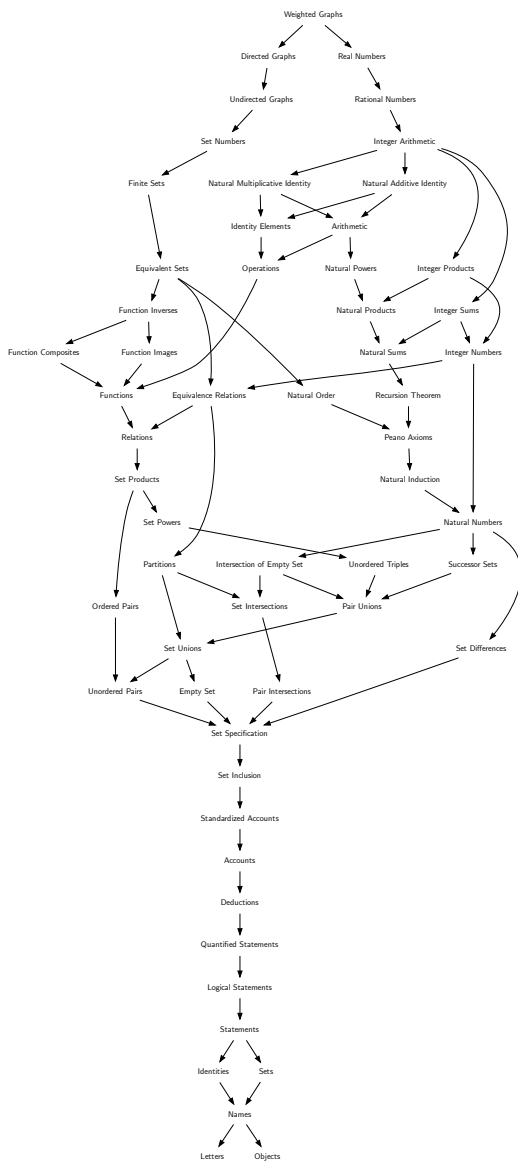 Weighted Graphs
Directed Graphs
Real Numbers
Undirected Graphs
Rational Numbers
Set Numbers
Integer Arithmetic
Finite Sets
Natural Multiplicative Identity
Natural Additive Identity
Identity Elements
Arithmetic
Equivalent Sets
Operations
Natural Powers
Integer Products
Function Inverses
Natural Products
Integer Sums
Function Composites
Function Images
Natural Sums
Integer Numbers
Functions
Equivalence Relations
Natural Order
Recursion Theorem
Relations
Peano Axioms
Set Products
Natural Induction
Set Powers
Natural Numbers
Partitions
Intersection of Empty Set
Unordered Triples
Successor Sets
Ordered Pairs
Set Intersections
Pair Unions
Set Unions
Set Differences
Unordered Pairs
Empty Set
Pair Intersections
Set Specification
Set Inclusion
Standardized Accounts
Accounts
Deductions
Quantified Statements
Logical Statements
Statements
Identities
Sets
Names
Letters
Objects